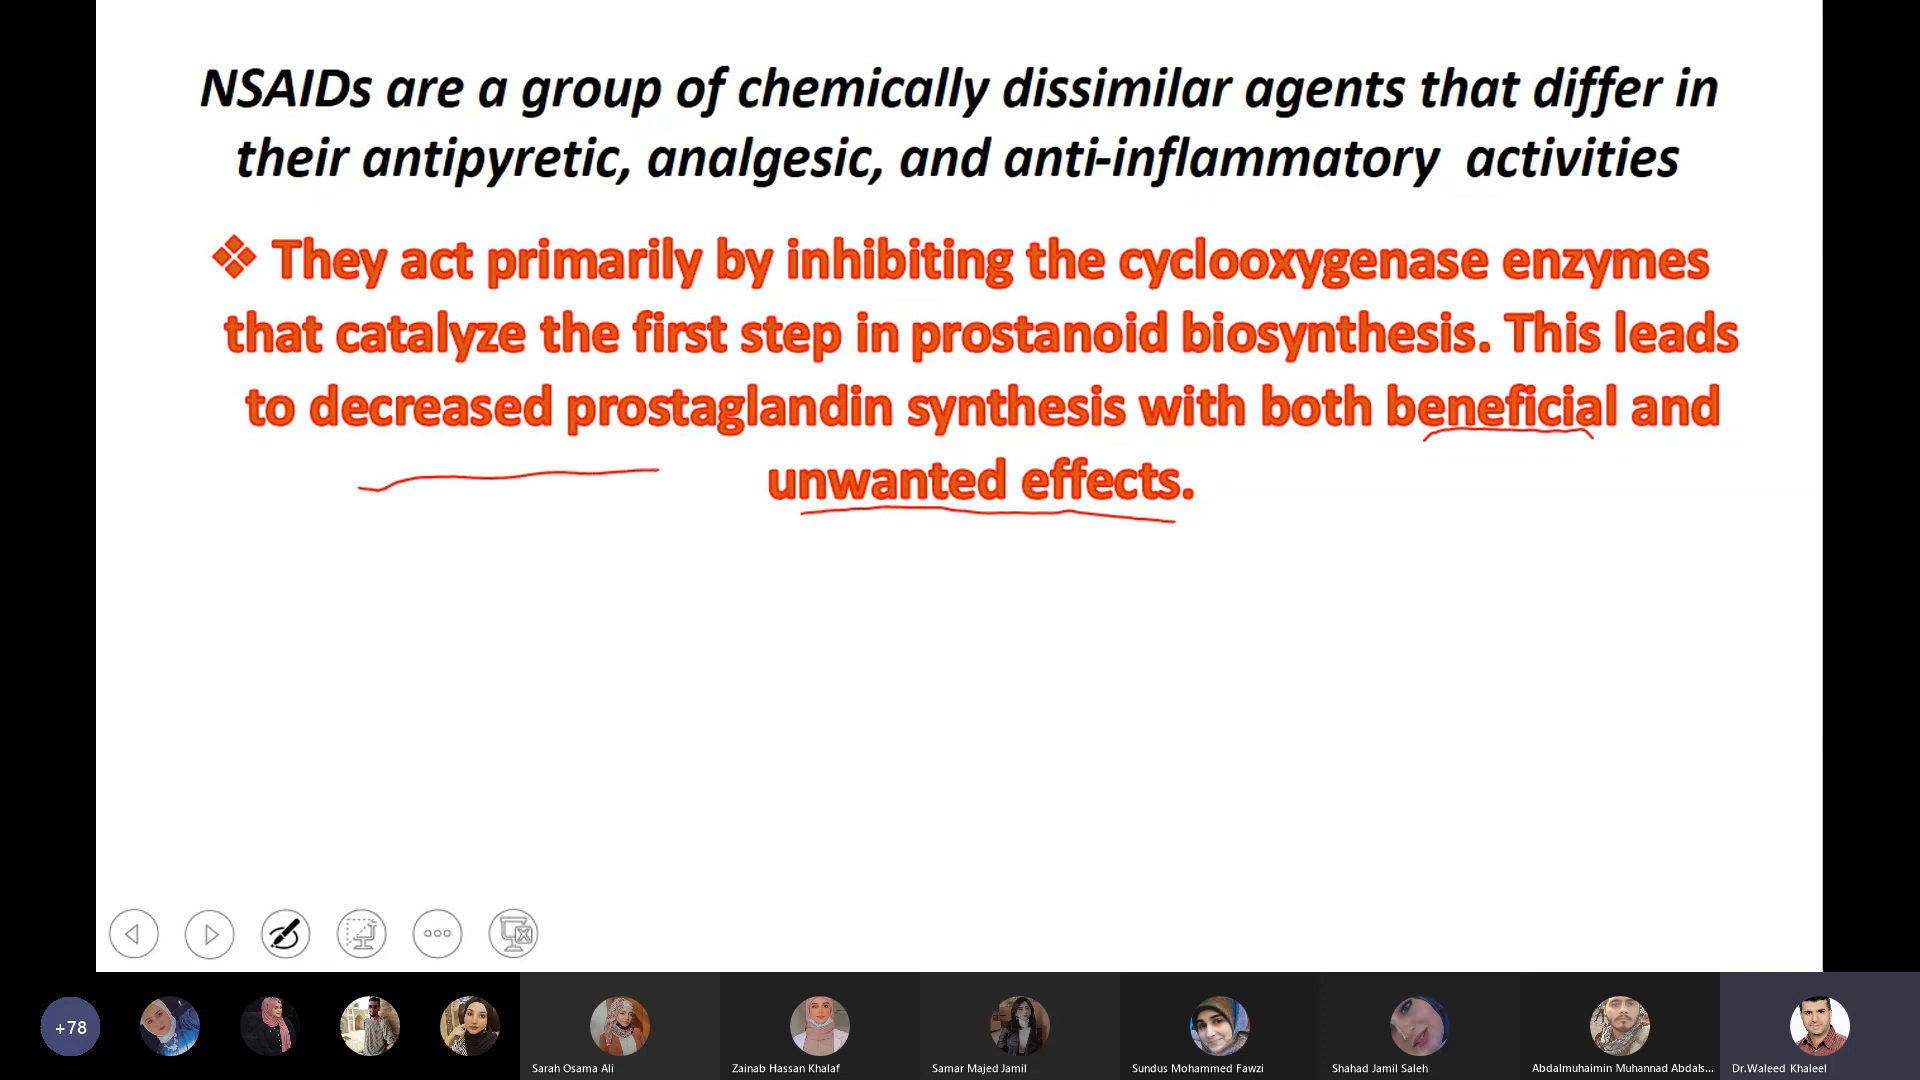 NSAIDs are a group of chemically dissimilar agents that differ in
their antipyretic, analgesic, and anti-inflammatory activities
❖ They act primarily by inhibiting the cyclooxygenase enzymes
that catalyze the first step in prostanoid biosynthesis. This leads
to decreased prostaglandin synthesis with both beneficial and
unwanted effects.
+78
Sarah Osama Ali
Zainab Hassan Khalaf
Samar Majed Jamil
Sundus Mohammed Fawzi
Shahad Jamil Saleh
Abdalmuhaimin Muhannad Abdals...
Dr.Waleed Khaleel